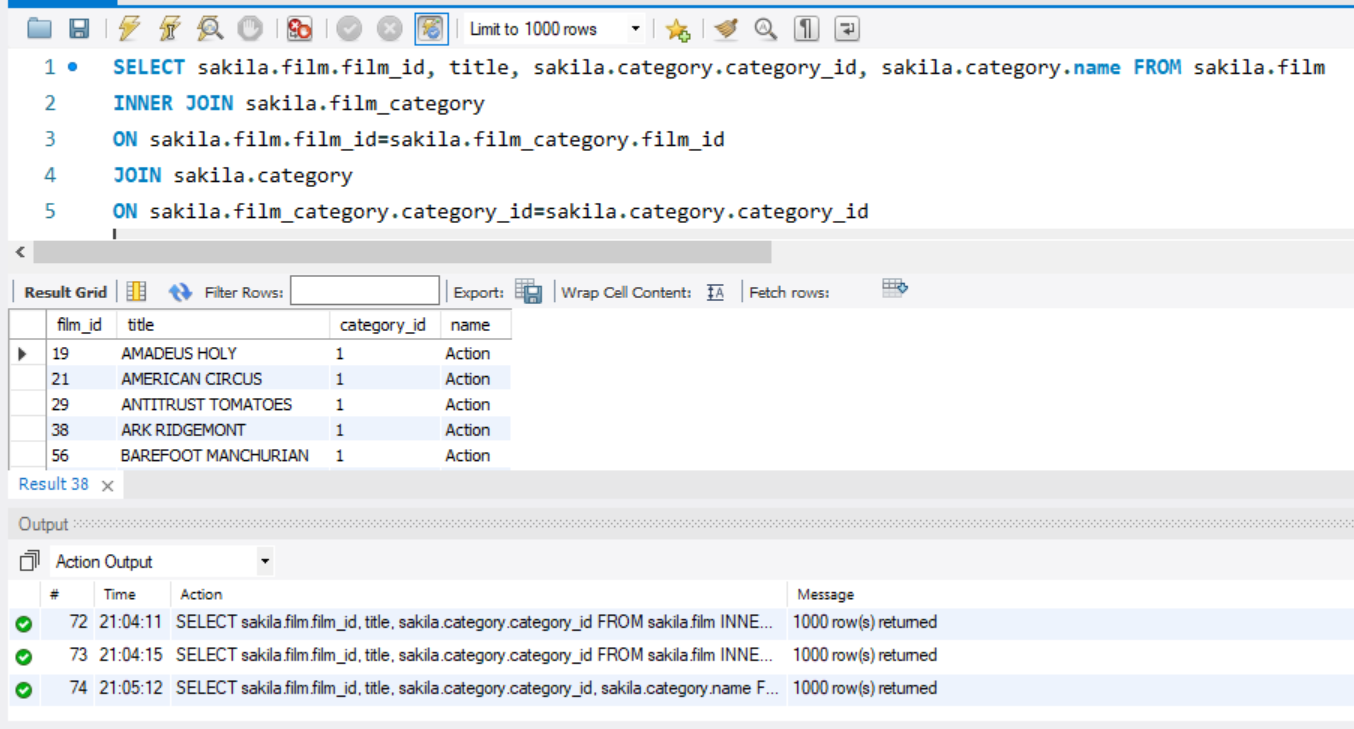 Limit to 1000 rows
1 SELECT sakila.film.film_id, title, sakila.category.category_id, sakila.category.name FROM sakila.film
2 INNER JOIN sakila.film_category
3 ON sakila.film.film_id=sakila.film_category.film_id
4 JOIN sakila.category
5 ON sakila.film_category.category_id=sakila.category.category_id
Result Grid Filter Rows: Export: Wrap Cell Content: IA Fetch rows:
film_id title category_id name
19 AMADEUS HOLY 1 Action
21 AMERICAN CIRCUS 1 Action
29 ANTITRUST TOMATOES 1 Action
38 ARK RIDGEMONT 1 Action
56 BAREFOOT MANCHURIAN 1 Action
Result 38
Output
Action Output
# Time Action Message
72 21:04:11 SELECT sakila.film.film_id, title, sakila.category.category_id FROM sakila.film INNE... 1000 row(s) returned
73 21:04:15 SELECT sakila.film.film_id, title, sakila.category.category_id FROM sakila.film INNE... 1000 row(s) returned
74 21:05:12 SELECT sakila.film.film_id, title, sakila.category.category_id, sakila.category.name F... 1000 row(s) returned